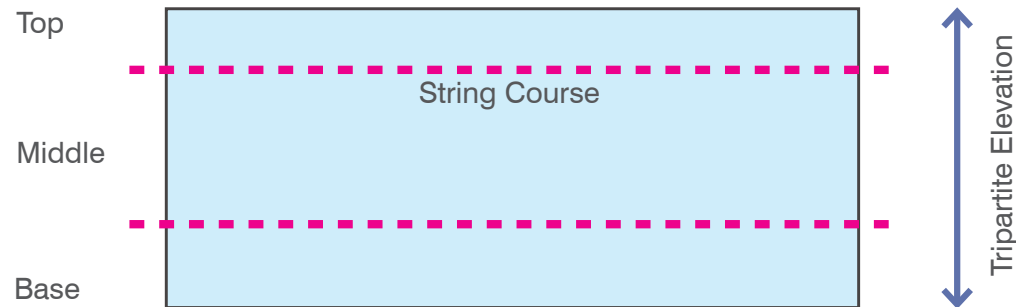 Top
String Course
Middle
Base
Tripartite Elevation